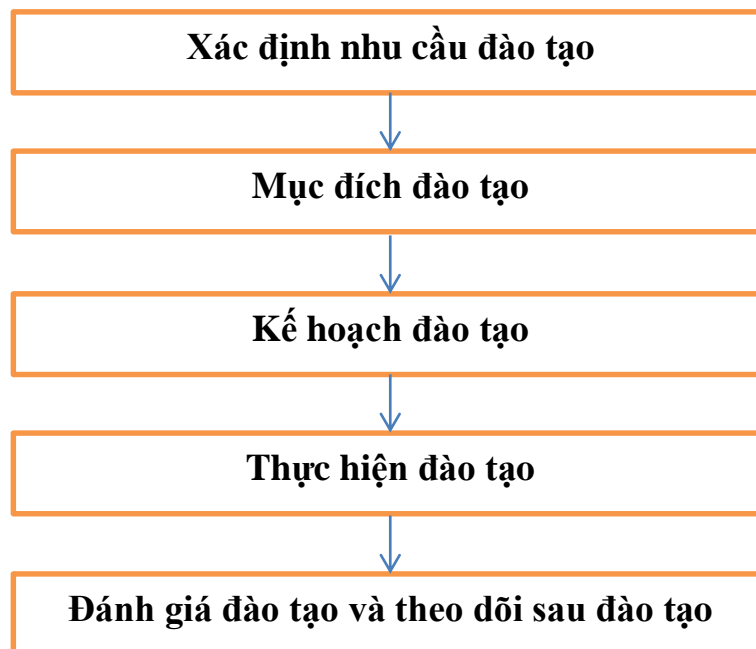 Xác định nhu cầu đào tạo
Mục đích đào tạo
Kế hoạch đào tạo
Thực hiện đào tạo
Đánh giá đào tạo và theo dõi sau đào tạo